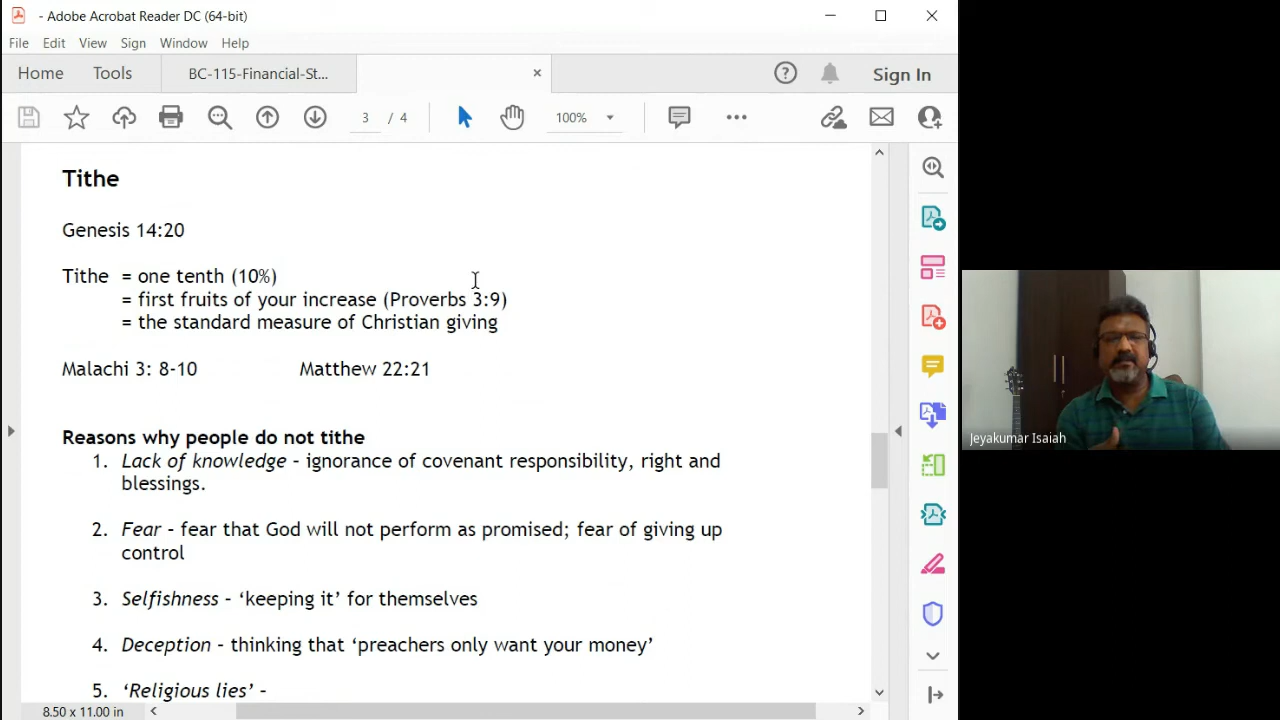 - Adobe Acrobat Reader DC (64-bit)
File Edit View Sign Window Help
Home Tools BC-115-Financial-St... Sign In
3 / 4 100%
Tithe
Genesis 14:20
Tithe = one tenth (10%)
= first fruits of your increase (Proverbs 3:9)
= the standard measure of Christian giving
Malachi 3: 8-10 Matthew 22:21
Reasons why people do not tithe
1. Lack of knowledge – ignorance of covenant responsibility, right and
blessings.
2. Fear – fear that God will not perform as promised; fear of giving up
control
3. Selfishness – ‘keeping it’ for themselves
4. Deception – thinking that ‘preachers only want your money’
5. ‘Religious lies’ –
8.50 x 11.00 in
Jeyakumar Isaiah